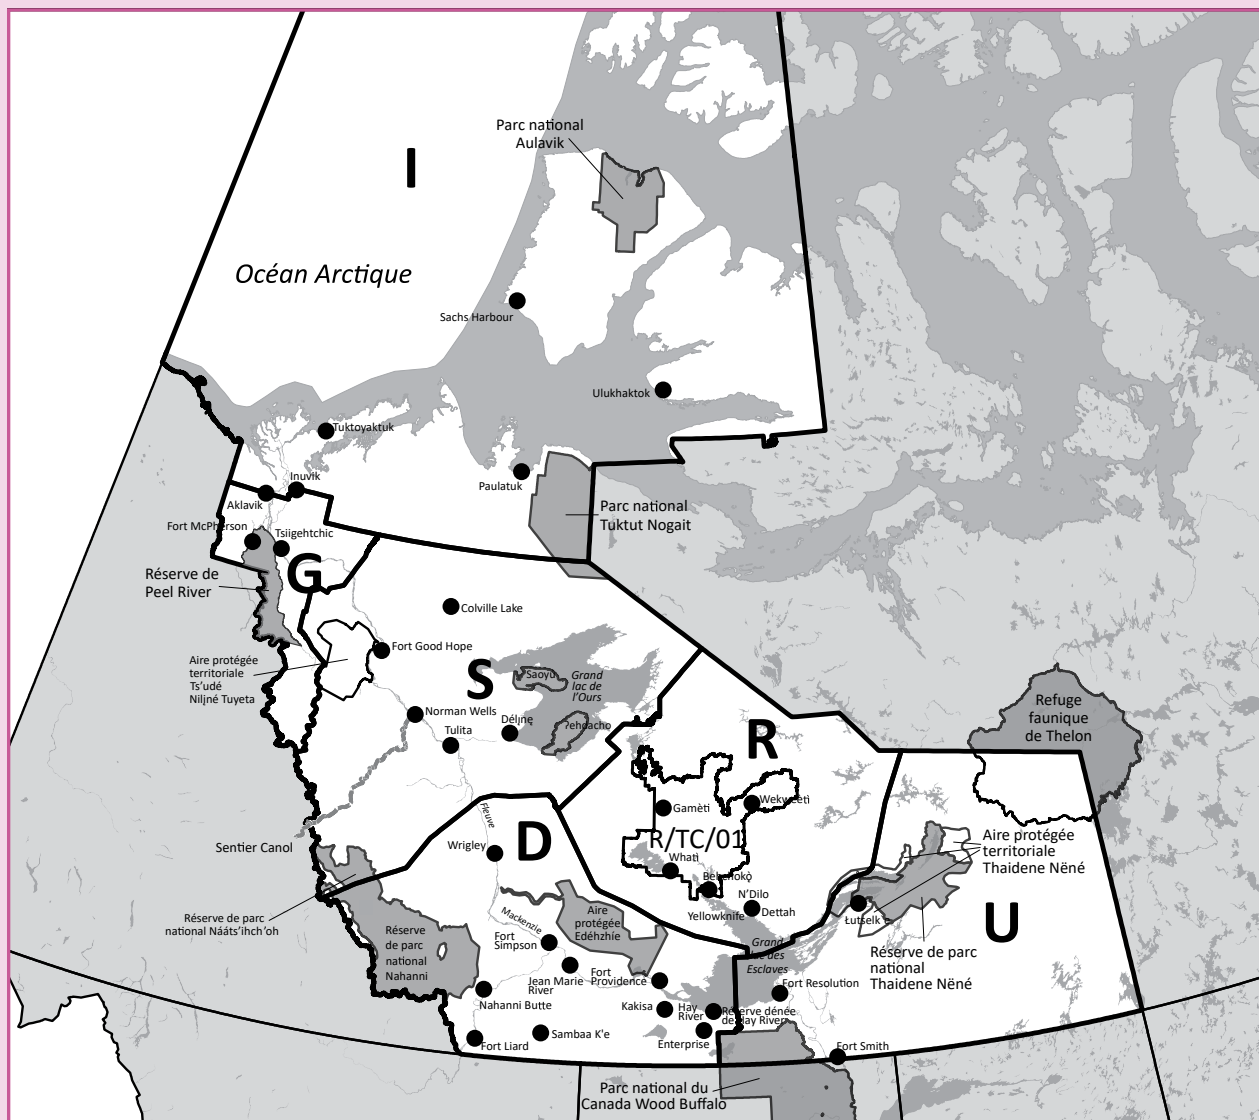 Parc national
Aulavik
I
Océan Arctique
Sachs Harbour
Ulukhaktok
Tuktoyaktuk
Inuvik
Paulatuk
Aklavik
Parc national
Tuktut Nogait
Fort McPherson
Tsiigehtchic
G
Réserve de
Peel River
Colville Lake
Fort Good Hope
Aire protégée
territoriale
Ts'udé
Nilįné Tuyeta
S
Saoyú
Grand
lac de
l'Ours
Refuge
faunique
de Thelon
Norman Wells
Délı̨nę
ʔehdacho
Tulita
R
Gamètì
Wekweètì
Fleuve
D
R/TC/01
Sentier Canol
Wrigley
Whatì
Aire protégée
territoriale
Thaidene Nëné
Behchokǫ̀
N'Dilo
Yellowknife
Dettah
Réserve de parc
national Nááts'ihch'oh
Mackenzie
Aire
protégée
Edéhzhíe
U
Réserve
de parc
national
Nahanni
Fort
Simpson
Grand
lac des
Esclaves
Réserve de parc
national
Thaidene Nëné
Jean Marie
River
Fort
Providence
Fort Resolution
Nahanni Butte
Kakisa
Hay
River
Réserve dénée
de Hay River
Fort Liard
Sambaa K'e
Enterprise
Fort Smith
Parc national du
Canada Wood Buffalo